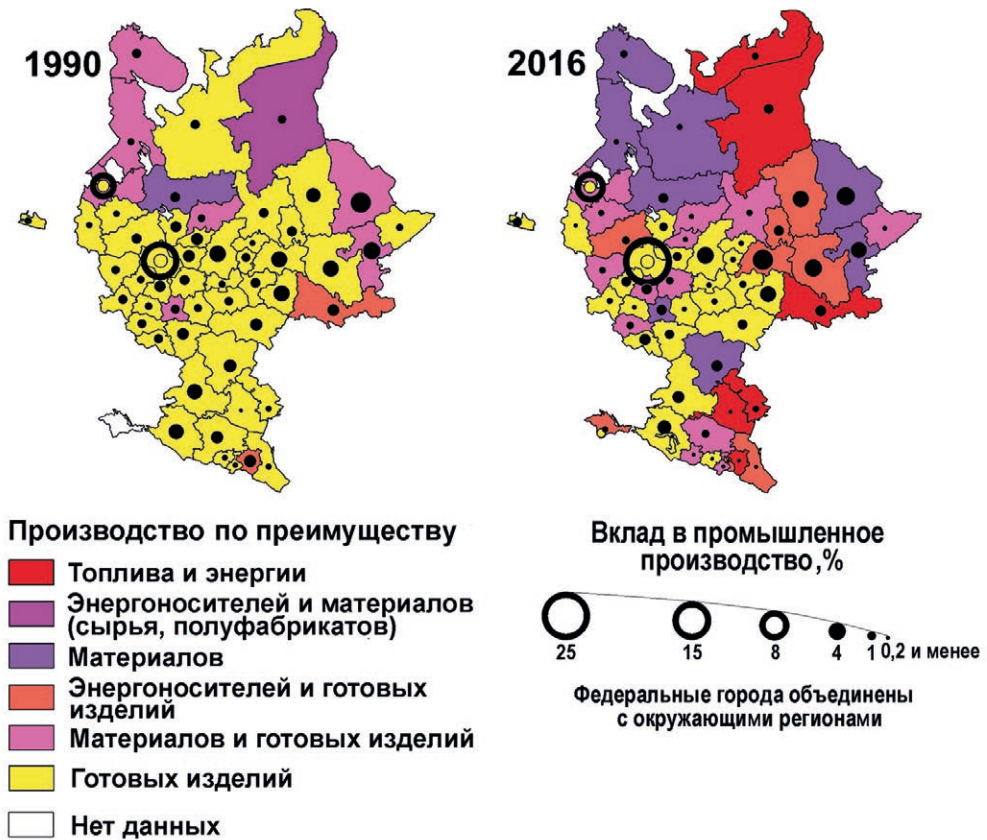 1990
2016
Производство по преимуществу
Топлива и энергии
Энергоносителей и материалов
(сырья, полуфабрикатов)
Материалов
Энергоносителей и готовых
изделий
Материалов и готовых изделий
Готовых изделий
Нет данных
Вклад в промышленное
производство,%
25 15 8 4 1 0,2 и менее
Федеральные города объединены
с окружающими регионами